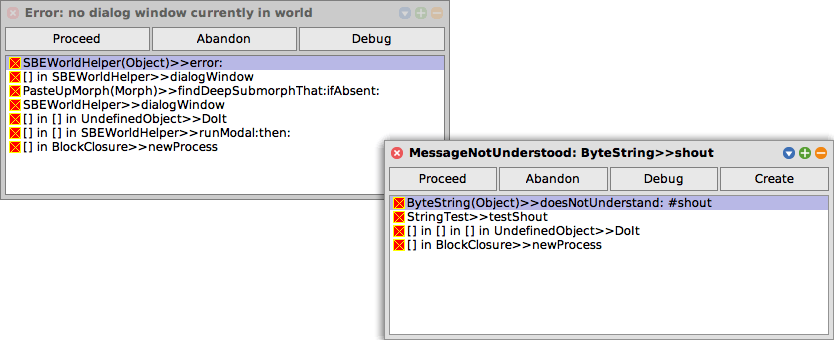 Error: no dialog window currently in world
Proceed Abandon Debug
SBEWorldHelper(Object)>>error:
[] in SBEWorldHelper>>dialogWindow
PasteUpMorph(Morph)>>findDeepSubmorphThat:ifAbsent:
SBEWorldHelper>>dialogWindow
[] in [] in UndefinedObject>>DoIt
[] in [] in SBEWorldHelper>>runModal:then:
[] in BlockClosure>>newProcess
MessageNotUnderstood: ByteString>>shout
Proceed Abandon Debug Create
ByteString(Object)>>doesNotUnderstand: #shout
StringTest>>testShout
[] in [] in [] in UndefinedObject>>DoIt
[] in BlockClosure>>newProcess